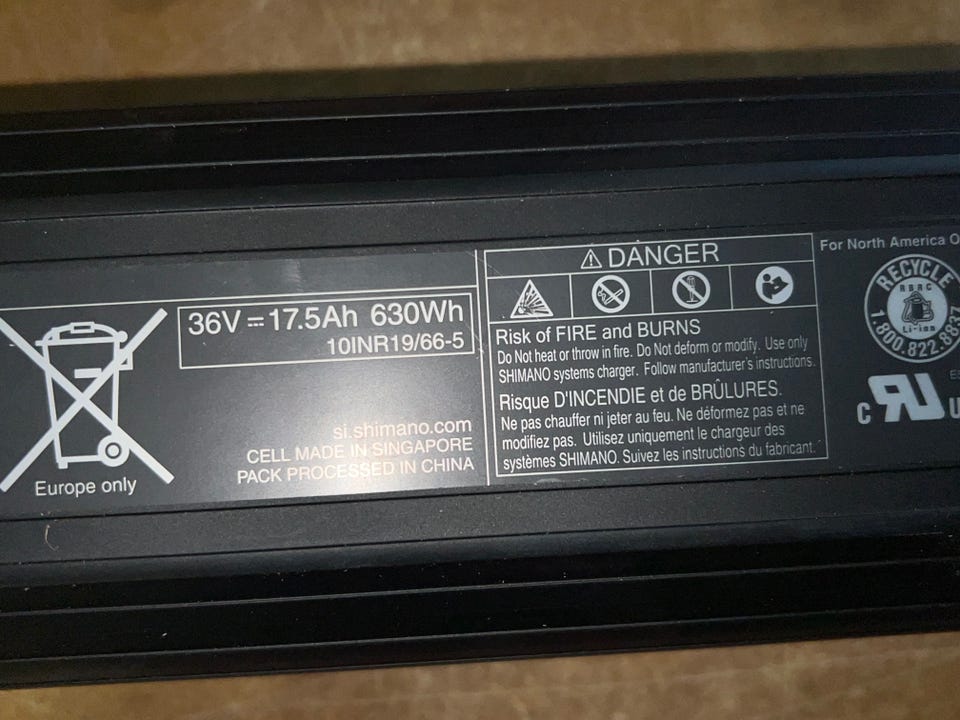 36V⎓17.5Ah 630Wh
10INR19/66-5
si.shimano.com
CELL MADE IN SINGAPORE
PACK PROCESSED IN CHINA
Europe only
DANGER
Risk of FIRE and BURNS
Do Not heat or throw in fire. Do Not deform or modify. Use only
SHIMANO systems charger. Follow manufacturer's instructions.
Risque D'INCENDIE et de BRÛLURES.
Ne pas chauffer ni jeter au feu. Ne déformez pas et ne
modifiez pas. Utilisez uniquement le chargeur des
systèmes SHIMANO. Suivez les instructions du fabricant.
For North America O
RECYCLE
RBRC
Li-ion
1.800.822.8837
C RU U